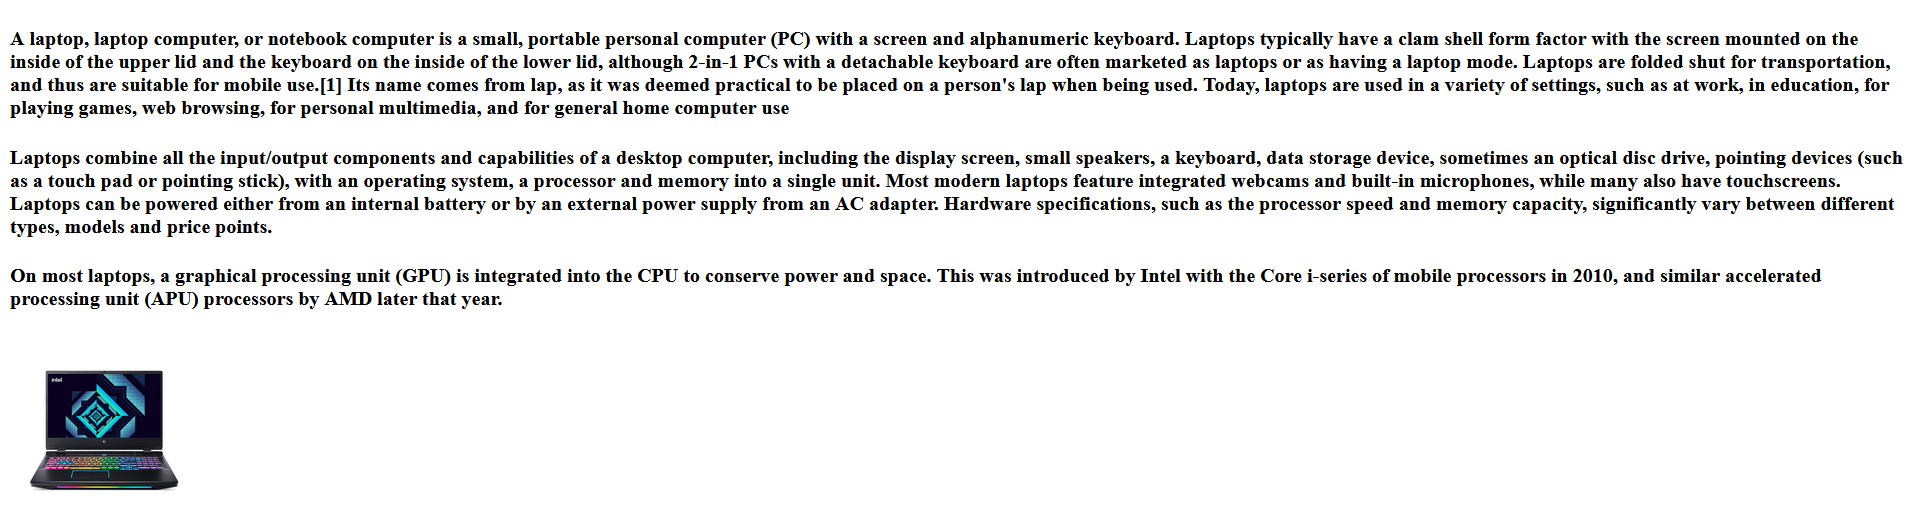 A laptop, laptop computer, or notebook computer is a small, portable personal computer (PC) with a screen and alphanumeric keyboard. Laptops typically have a clam shell form factor with the screen mounted on the
inside of the upper lid and the keyboard on the inside of the lower lid, although 2-in-1 PCs with a detachable keyboard are often marketed as laptops or as having a laptop mode. Laptops are folded shut for transportation,
and thus are suitable for mobile use.[1] Its name comes from lap, as it was deemed practical to be placed on a person's lap when being used. Today, laptops are used in a variety of settings, such as at work, in education, for
playing games, web browsing, for personal multimedia, and for general home computer use
Laptops combine all the input/output components and capabilities of a desktop computer, including the display screen, small speakers, a keyboard, data storage device, sometimes an optical disc drive, pointing devices (such
as a touch pad or pointing stick), with an operating system, a processor and memory into a single unit. Most modern laptops feature integrated webcams and built-in microphones, while many also have touchscreens.
Laptops can be powered either from an internal battery or by an external power supply from an AC adapter. Hardware specifications, such as the processor speed and memory capacity, significantly vary between different
types, models and price points.
On most laptops, a graphical processing unit (GPU) is integrated into the CPU to conserve power and space. This was introduced by Intel with the Core i-series of mobile processors in 2010, and similar accelerated
processing unit (APU) processors by AMD later that year.
intel